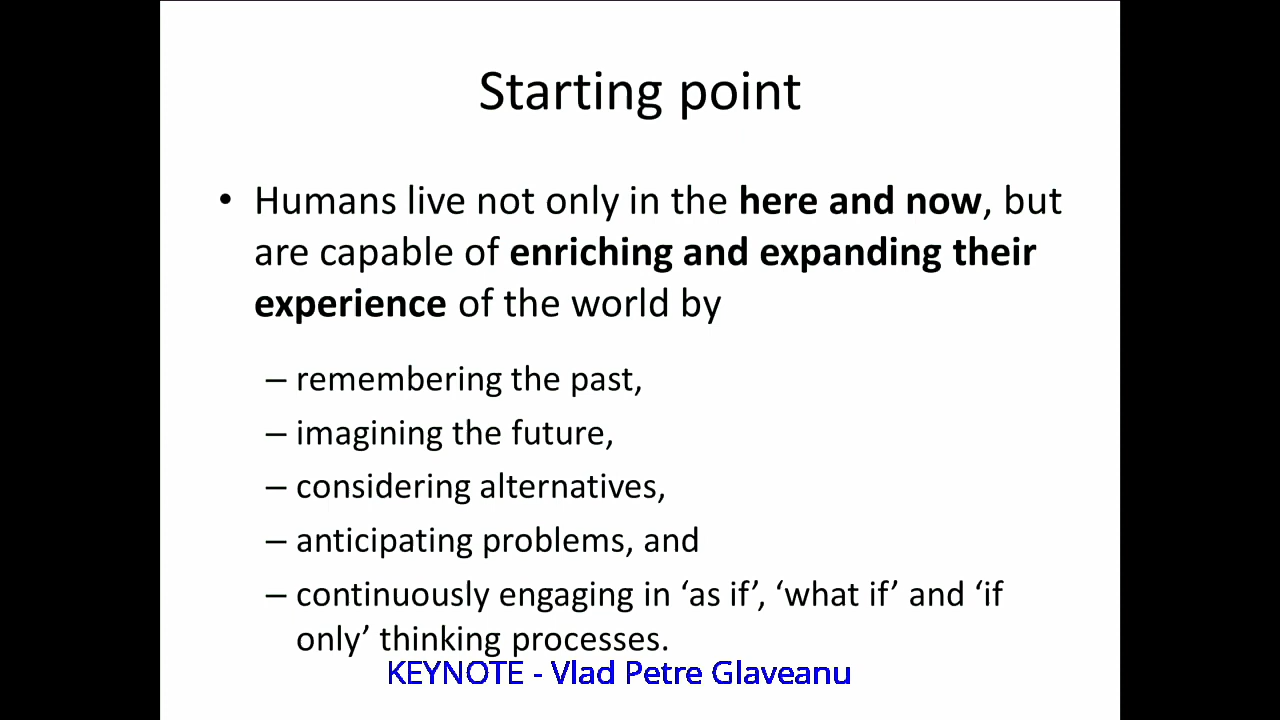 Starting point
• Humans live not only in the here and now, but
are capable of enriching and expanding their
experience of the world by
– remembering the past,
– imagining the future,
– considering alternatives,
– anticipating problems, and
– continuously engaging in ‘as if’, ‘what if’ and ‘if
only’ thinking processes.
KEYNOTE - Vlad Petre Glaveanu